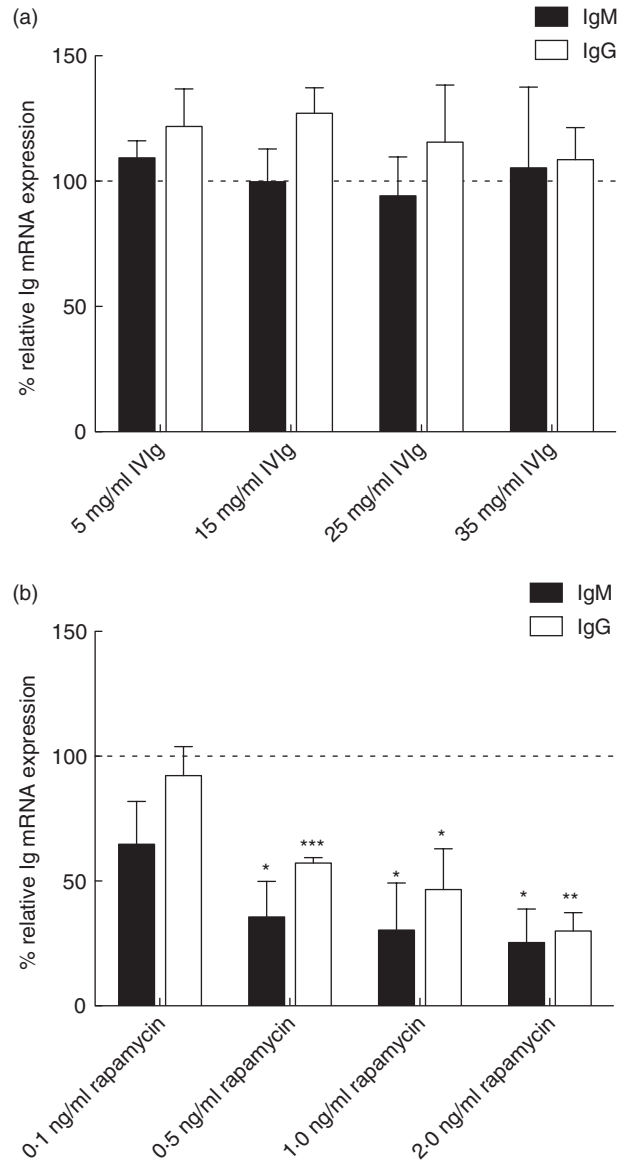 (a)
IgM
IgG
150
100
50
0
% relative Ig mRNA expression
5 mg/ml IVIg
15 mg/ml IVIg
25 mg/ml IVIg
35 mg/ml IVIg
(b)
IgM
IgG
150
100
50
0
% relative Ig mRNA expression
*
***
*
*
*
**
0·1 ng/ml rapamycin
0·5 ng/ml rapamycin
1·0 ng/ml rapamycin
2·0 ng/ml rapamycin